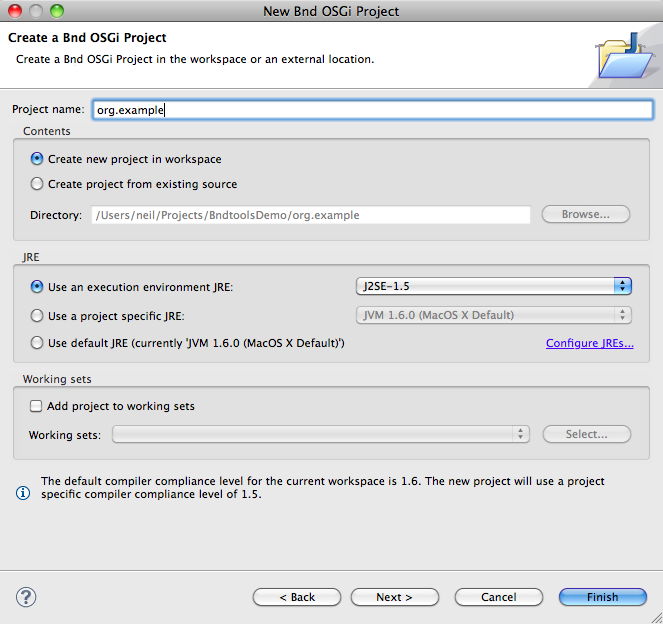 New Bnd OSGi Project
Create a Bnd OSGi Project
Create a Bnd OSGi Project in the workspace or an external location.
Project name: org.example
Contents
Create new project in workspace
Create project from existing source
Directory: /Users/neil/Projects/BndtoolsDemo/org.example Browse...
JRE
Use an execution environment JRE: J2SE-1.5
Use a project specific JRE: JVM 1.6.0 (MacOS X Default)
Use default JRE (currently 'JVM 1.6.0 (MacOS X Default)') Configure JREs...
Working sets
Add project to working sets
Working sets: Select...
The default compiler compliance level for the current workspace is 1.6. The new project will use a project
specific compiler compliance level of 1.5.
? < Back Next > Cancel Finish